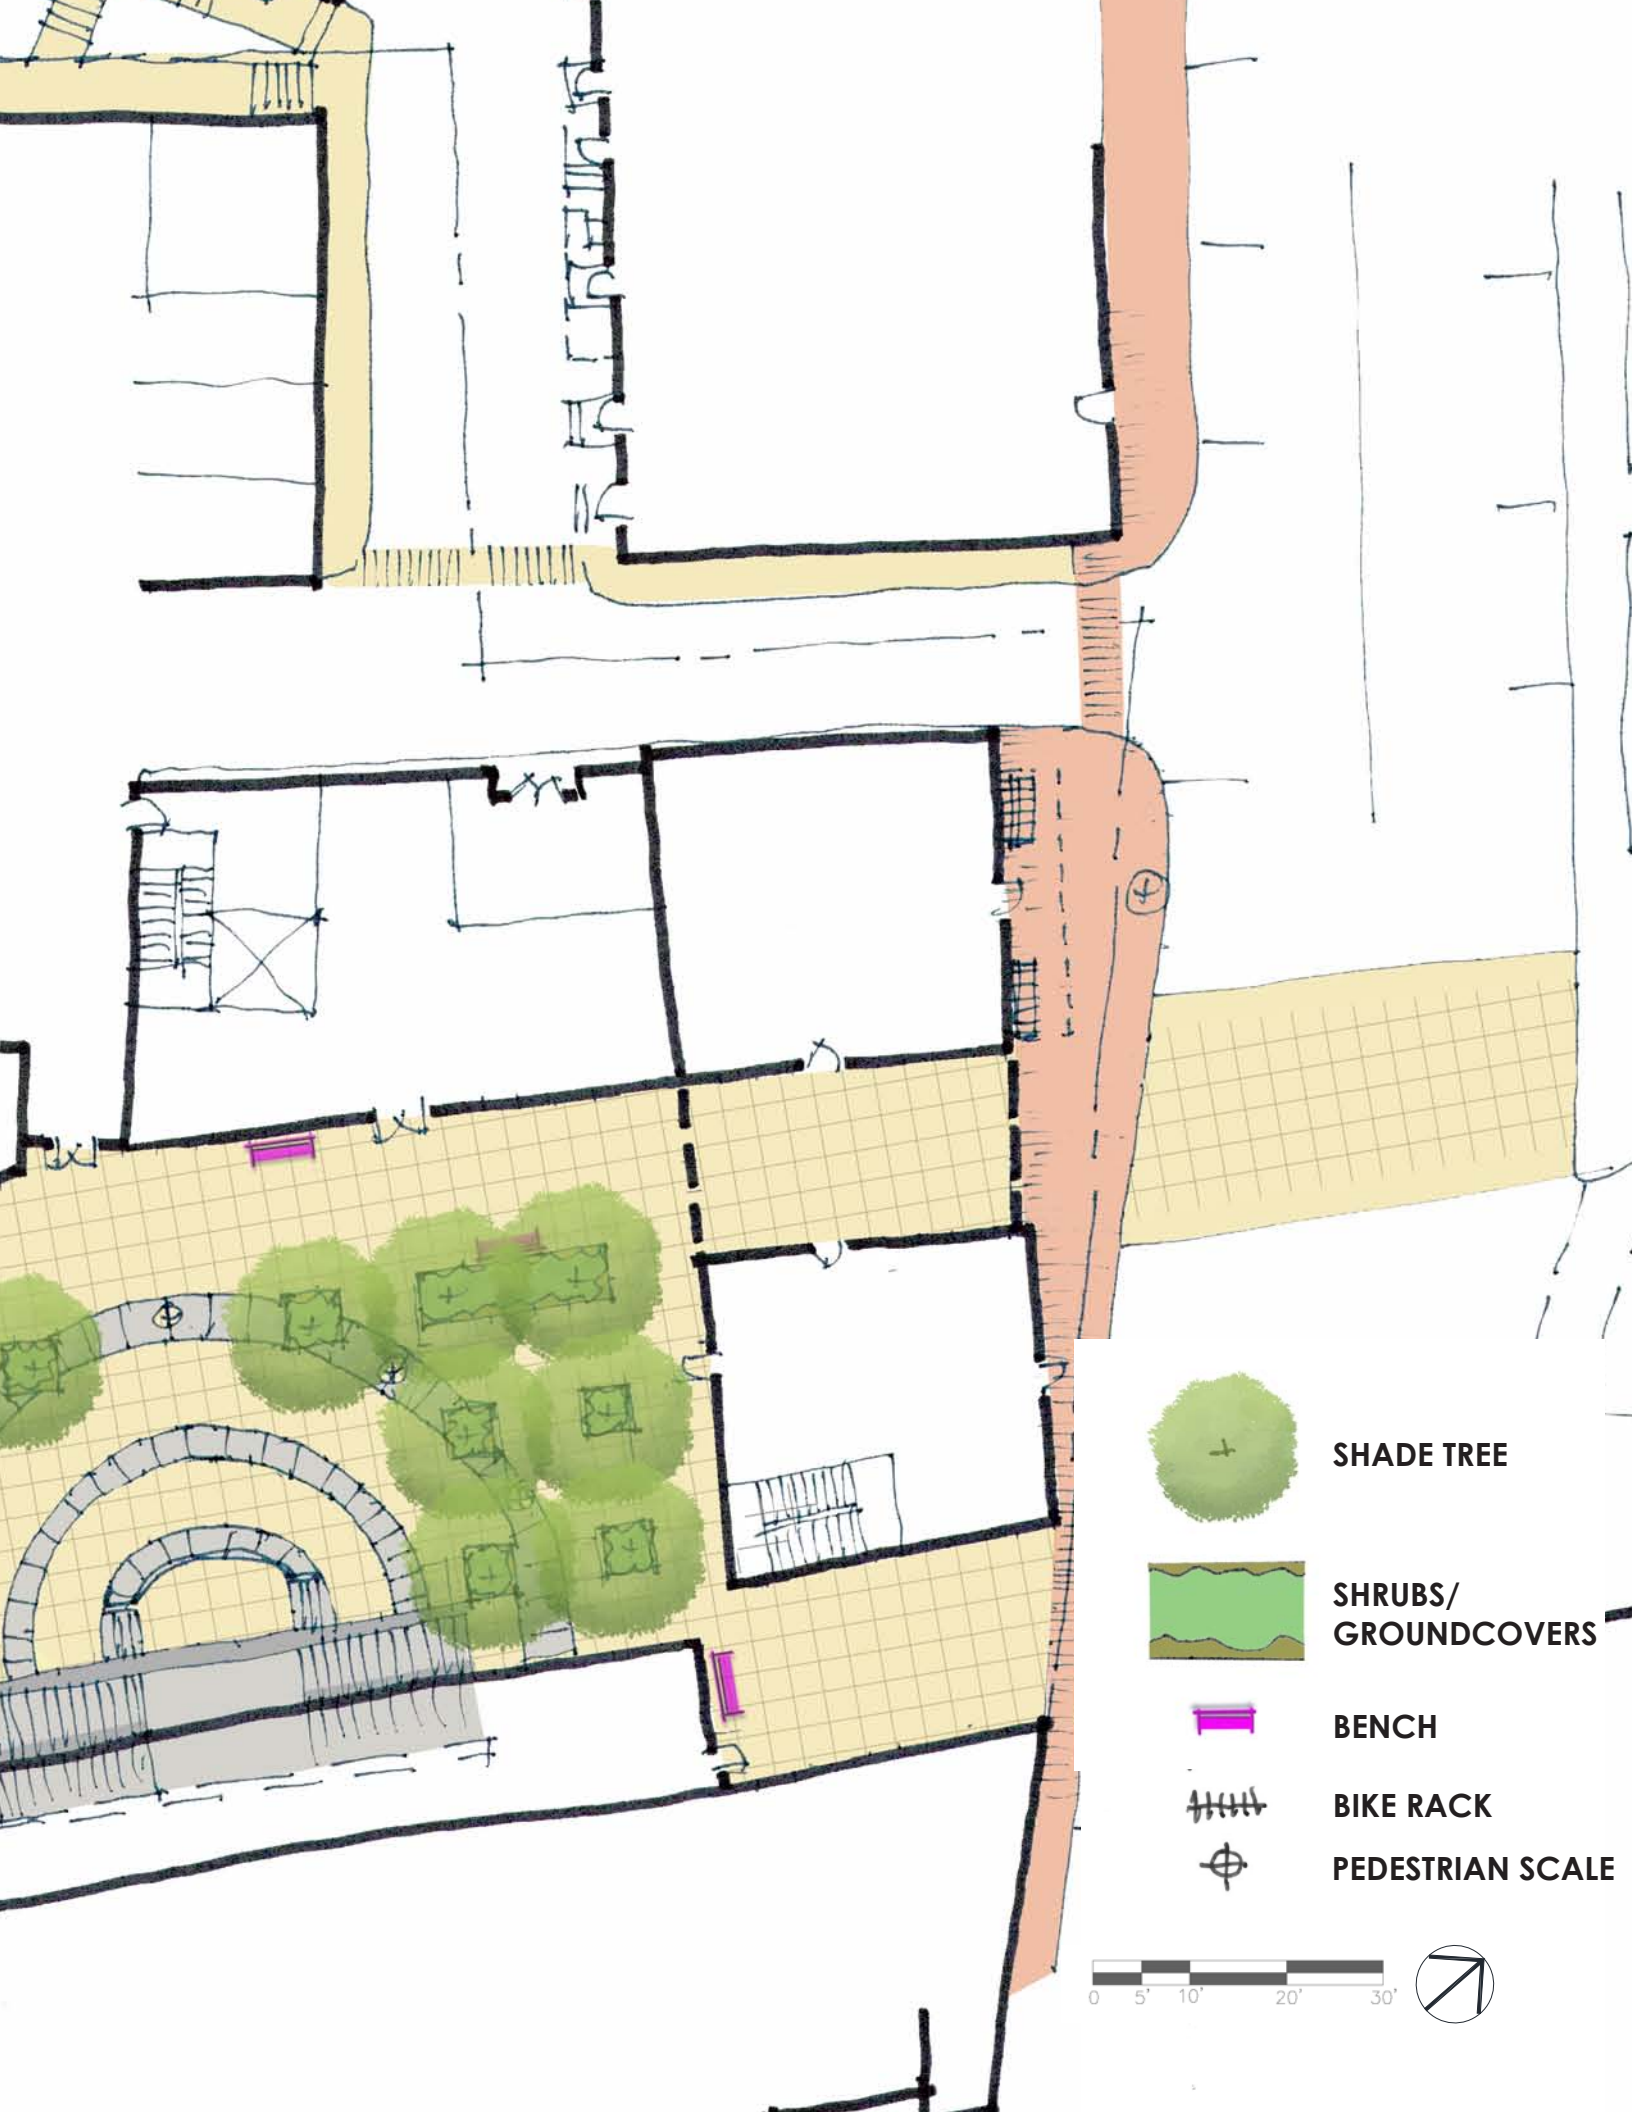 SHADE TREE
SHRUBS/
GROUNDCOVERS
BENCH
BIKE RACK
PEDESTRIAN SCALE
0 5' 10' 20' 30'